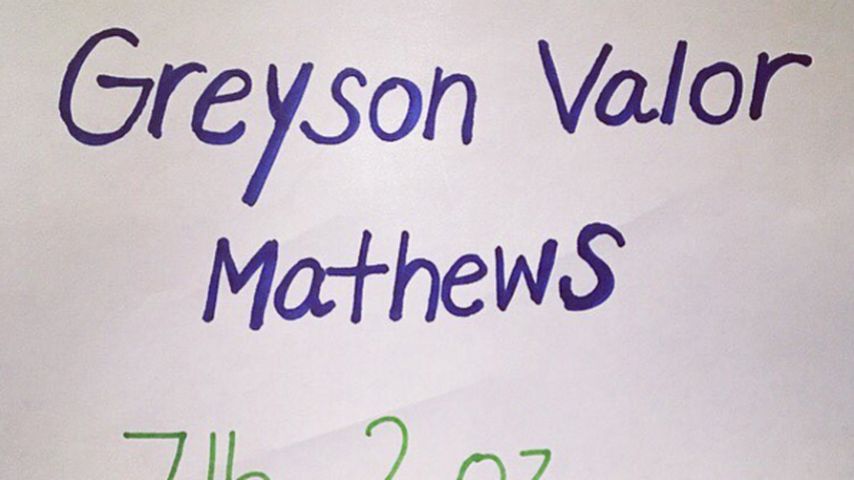 Greyson Valor
Mathews
7lb 2 oz